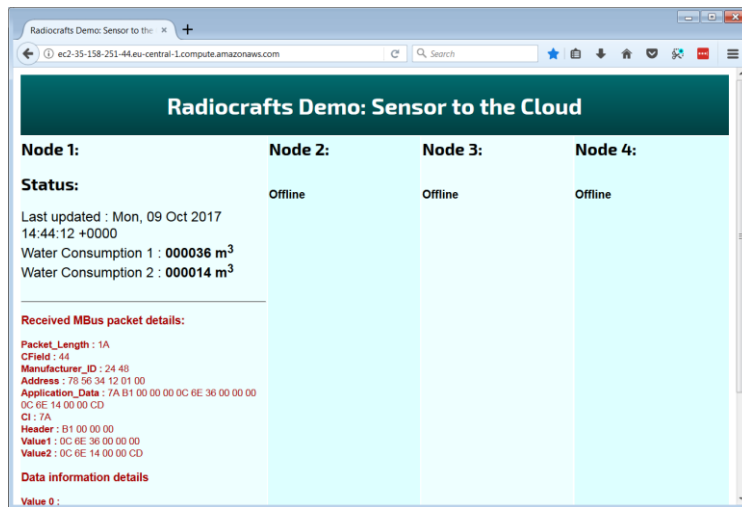 Radiocrafts Demo: Sensor to the
ec2-35-158-251-44.eu-central-1.compute.amazonaws.com
Search
Radiocrafts Demo: Sensor to the Cloud
Node 1:
Status:
Last updated : Mon, 09 Oct 2017
14:44:12 +0000
Water Consumption 1 : 000036 m3
Water Consumption 2 : 000014 m3
Received MBus packet details:
Packet_Length : 1A
CField : 44
Manufacturer_ID : 24 48
Address : 78 56 34 12 01 00
Application_Data : 7A B1 00 00 00 0C 6E 36 00 00 00
0C 6E 14 00 00 CD
CI : 7A
Header : B1 00 00 00
Value1 : 0C 6E 36 00 00 00
Value2 : 0C 6E 14 00 00 CD
Data information details
Value 0 :
Node 2:
Offline
Node 3:
Offline
Node 4:
Offline